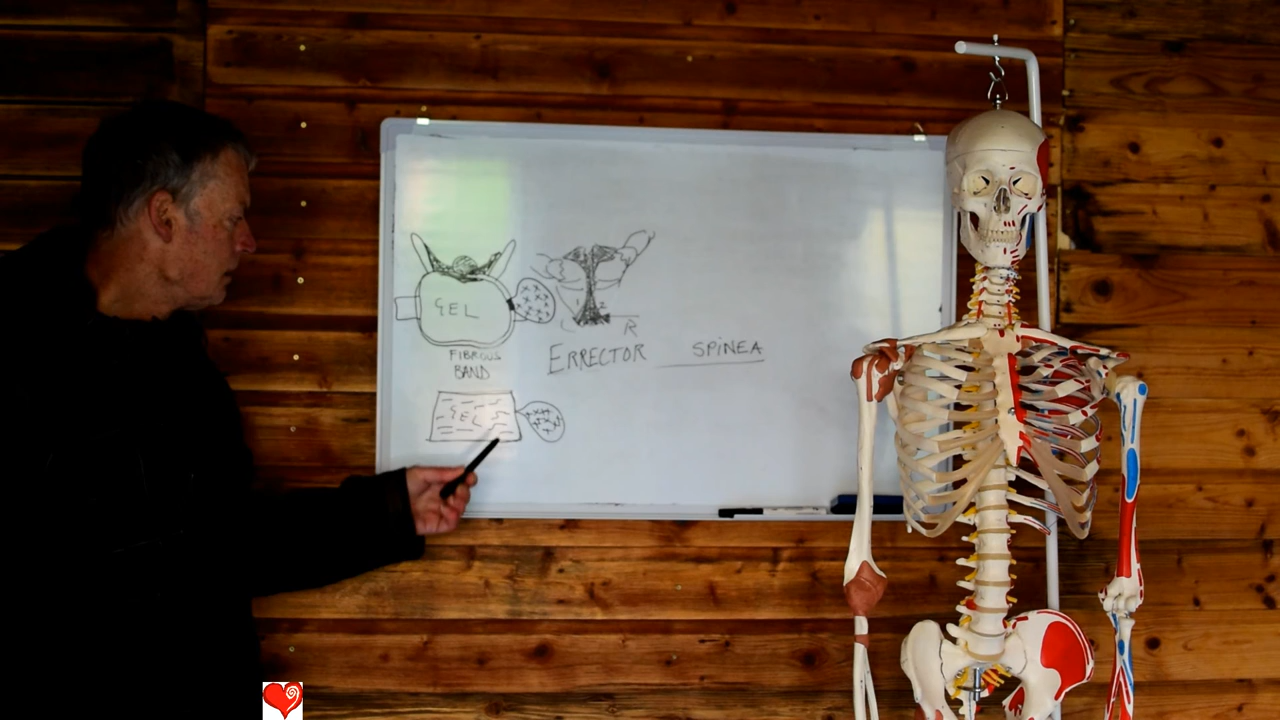 GEL
FIBROUS
BAND
L R
ERRECTOR SPINEA
GEL